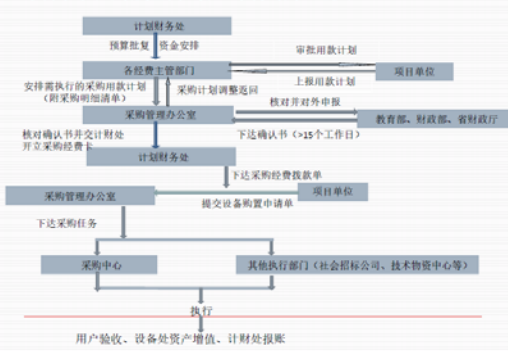 计划财务处
预算批复 资金安排
审批用款计划
各经费主管部门
项目单位
上报用款计划
安排需执行的采购用款计划
（附采购明细清单）
采购计划调整返回
核对并对外申报
采购管理办公室
教育部、财政部、省财政厅
核对确认书并交计财处
开立采购经费卡
下达确认书（>15个工作日）
计划财务处
下达采购经费拨款单
采购管理办公室
项目单位
提交设备购置申请单
下达采购任务
采购中心
其他执行部门（社会招标公司、技术物资中心等）
执行
用户验收、设备处资产增值、计财处报账